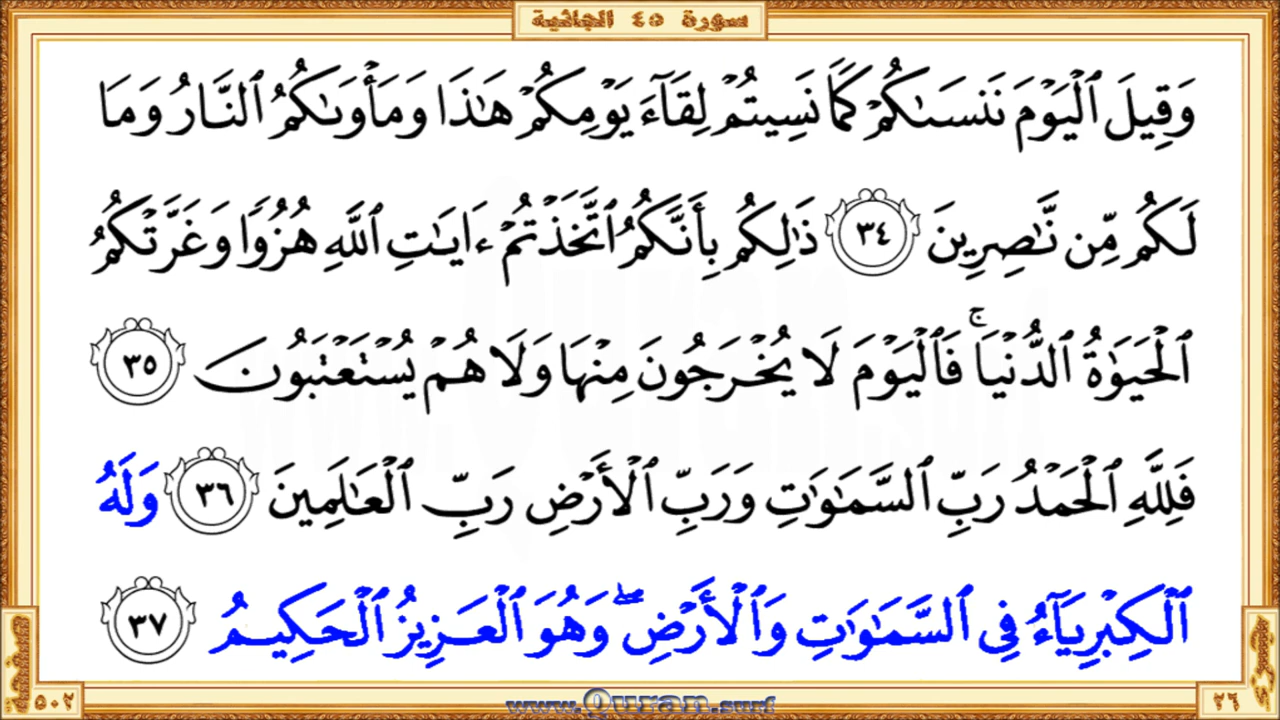 سورة ٤٥ الجاثية
وَقِيلَ ٱلْيَوْمَ نَنسَىٰكُمْ كَمَا نَسِيتُمْ لِقَآءَ يَوْمِكُمْ هَٰذَا وَمَأْوَىٰكُمُ ٱلنَّارُ وَمَا
لَكُم مِّن نَّٰصِرِينَ ٣٤ ذَٰلِكُم بِأَنَّكُمُ ٱتَّخَذْتُمْ ءَايَٰتِ ٱللَّهِ هُزُوًا وَغَرَّتْكُمُ
ٱلْحَيَوٰةُ ٱلدُّنْيَا ۚ فَٱلْيَوْمَ لَا يُخْرَجُونَ مِنْهَا وَلَا هُمْ يُسْتَعْتَبُونَ ٣٥
فَلِلَّهِ ٱلْحَمْدُ رَبِّ ٱلسَّمَٰوَٰتِ وَرَبِّ ٱلْأَرْضِ رَبِّ ٱلْعَٰلَمِينَ ٣٦ وَلَهُ
ٱلْكِبْرِيَآءُ فِى ٱلسَّمَٰوَٰتِ وَٱلْأَرْضِ ۖ وَهُوَ ٱلْعَزِيزُ ٱلْحَكِيمُ ٣٧
الصفحة ٥٠٢
www.Quran.surf
٢٦